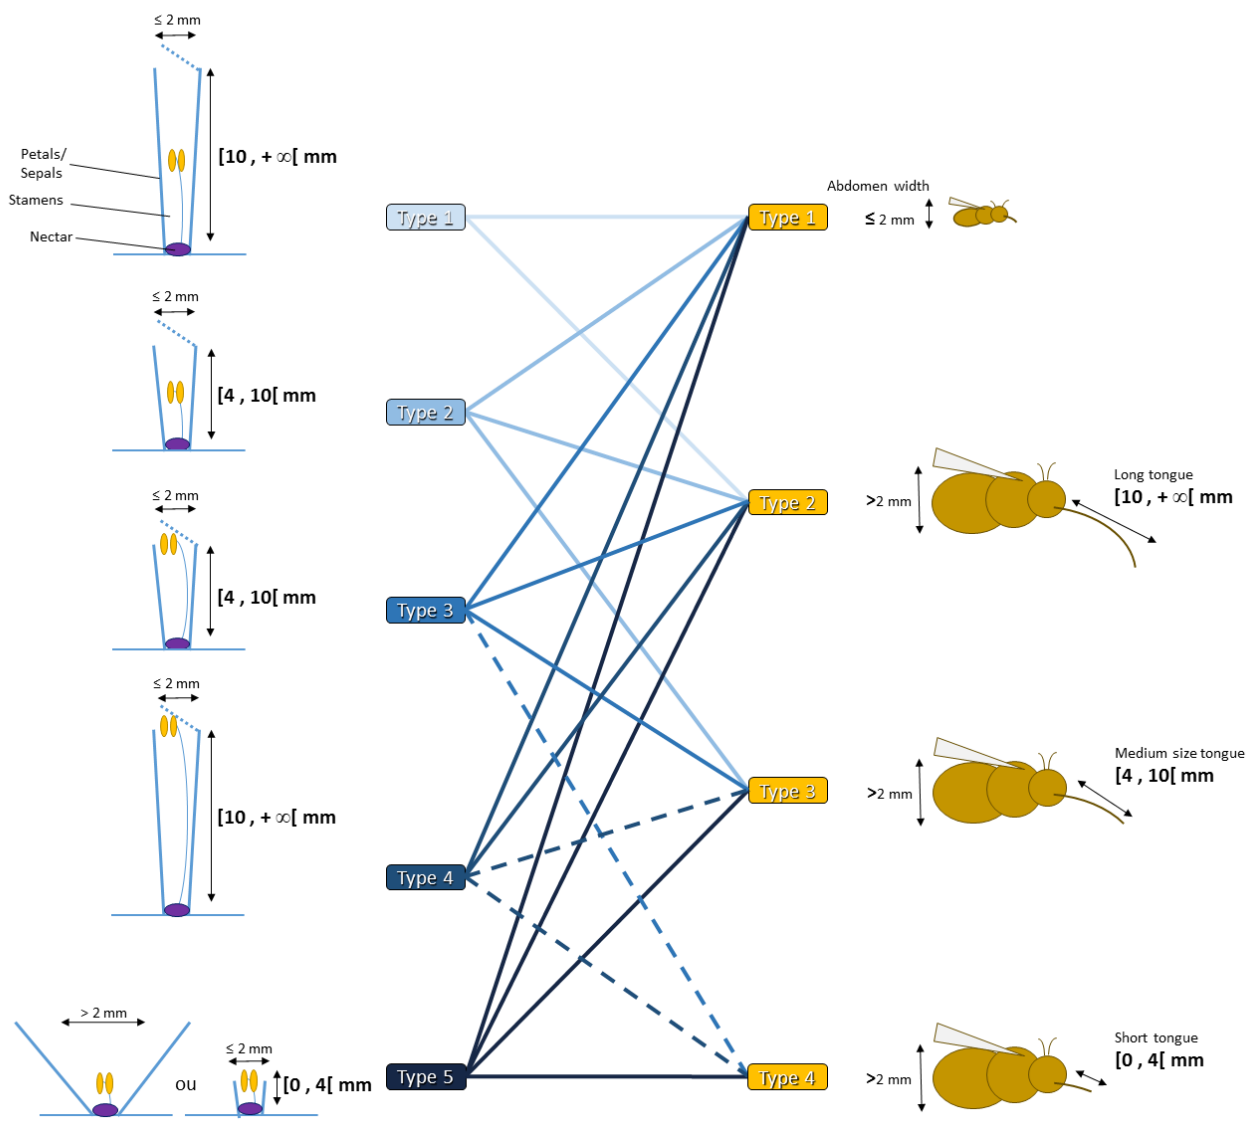 ≤ 2 mm
[10 , + ∞[ mm
Petals/
Sepals
Stamens
Nectar
Type 1
Type 1
Abdomen width
≤ 2 mm
≤ 2 mm
[4 , 10[ mm
Type 2
Type 2
>2 mm
Long tongue
[10 , + ∞[ mm
≤ 2 mm
[4 , 10[ mm
Type 3
≤ 2 mm
[10 , + ∞[ mm
Type 3
>2 mm
Medium size tongue
[4 , 10[ mm
Type 4
> 2 mm
ou
≤ 2 mm
[0 , 4[ mm
Type 5
Type 4
>2 mm
Short tongue
[0 , 4[ mm